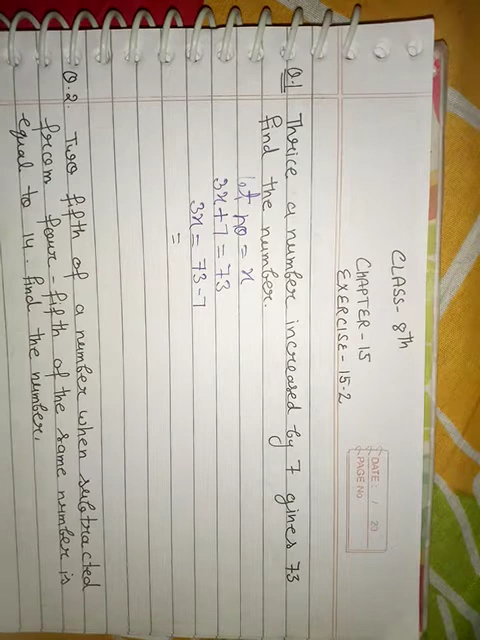 CLASS- 8th
CHAPTER-15
EXERCISE-15.2
DATE: / 20
PAGE NO
Q.1 Thrice a number increased by 7 gines 73
find the number.
let no = x
3x+7 = 73
3x = 73-7
=
Q.2. Two fifth of a number when subtracted
from four-fifth of the same number is
equal to 14. find the number.